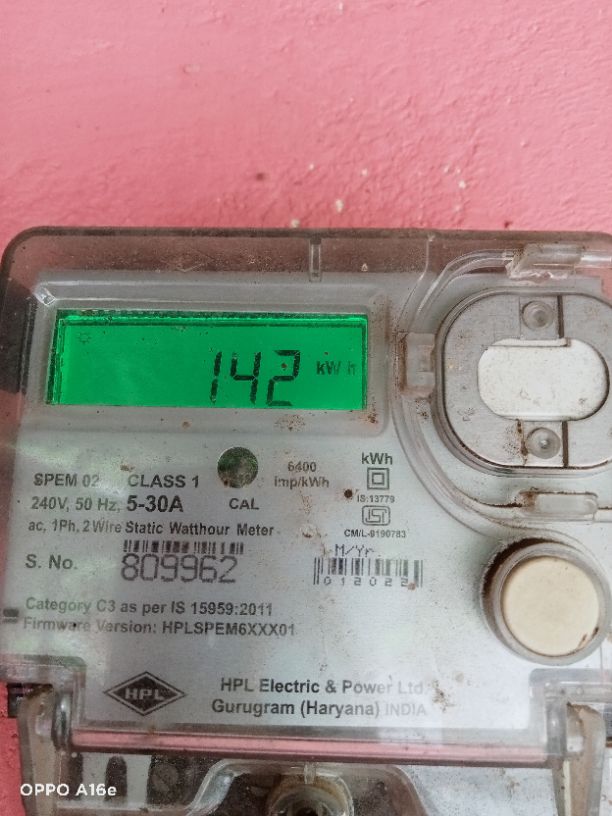 142 kWh
SPEM 02 CLASS 1
6400
imp/kWh
kWh
240V, 50 Hz, 5-30A
CAL
IS:13779
ac, 1Ph, 2 Wire Static Watthour Meter
ISI
CM/L-9190783
S. No. 809962
M/Yr.
012022
Category C3 as per IS 15959:2011
Firmware Version: HPLSPEM6XXX01
HPL
HPL Electric & Power Ltd.
Gurugram (Haryana) INDIA
OPPO A16e